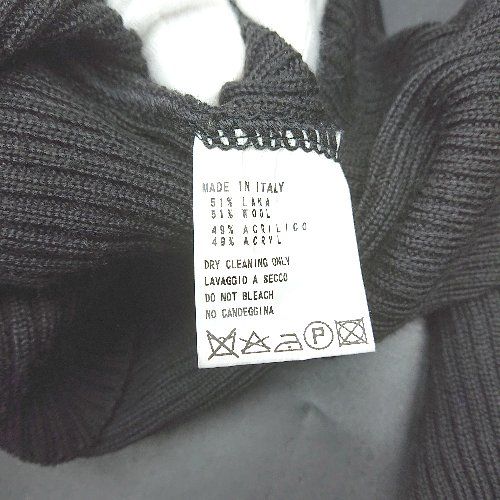 MADE IN ITALY
51% LANA
51% WOOL
49% ACRILICO
49% ACRYL
DRY CLEANING ONLY
LAVAGGIO A SECCO
DO NOT BLEACH
NO CANDEGGINA
P